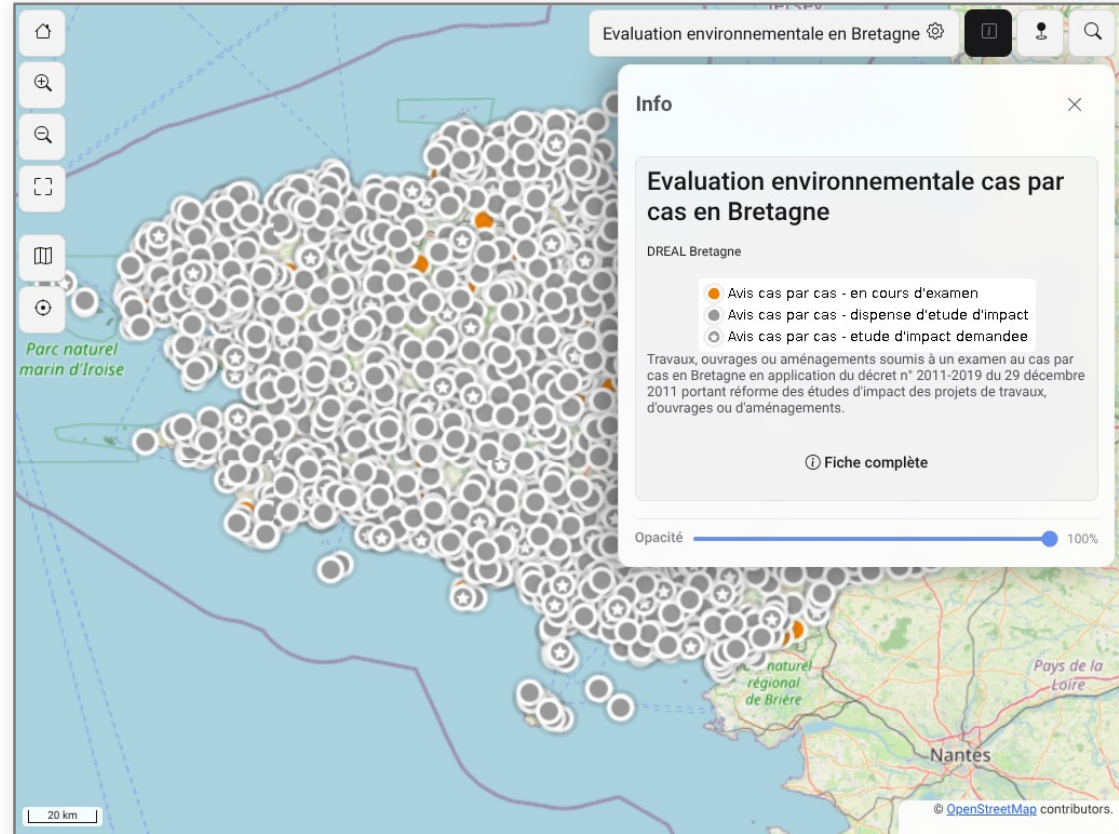 Jersey
Evaluation environnementale en Bretagne
Info
Evaluation environnementale cas par
cas en Bretagne
DREAL Bretagne
Avis cas par cas - en cours d'examen
Avis cas par cas - dispense d'etude d'impact
Avis cas par cas - etude d'impact demandee
Travaux, ouvrages ou aménagements soumis à un examen au cas par
cas en Bretagne en application du décret n° 2011-2019 du 29 décembre
2011 portant réforme des études d'impact des projets de travaux,
d'ouvrages ou d'aménagements.
Fiche complète
Opacité
100%
Parc naturel
marin d'Iroise
naturel
régional
de Brière
Pays de la
Loire
Nantes
20 km
© OpenStreetMap contributors.